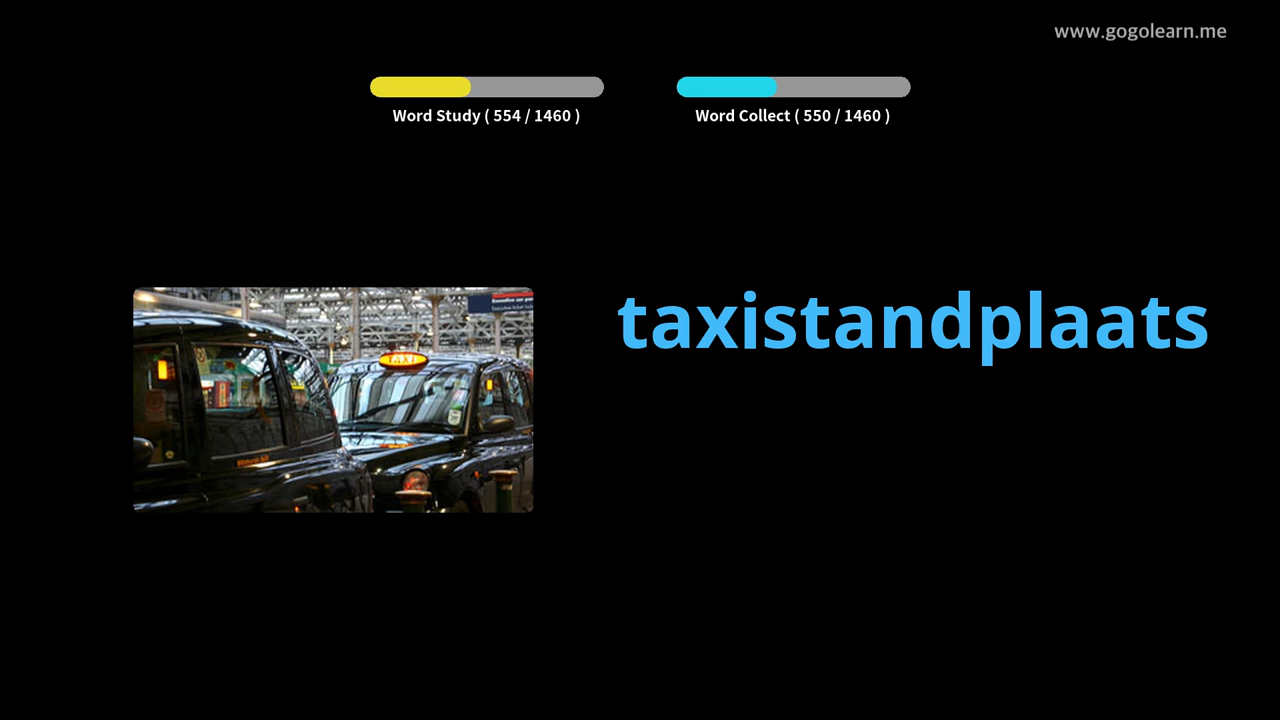 www.gogolearn.me
Word Study ( 554 / 1460 )
Word Collect ( 550 / 1460 )
TAXI
taxistandplaats